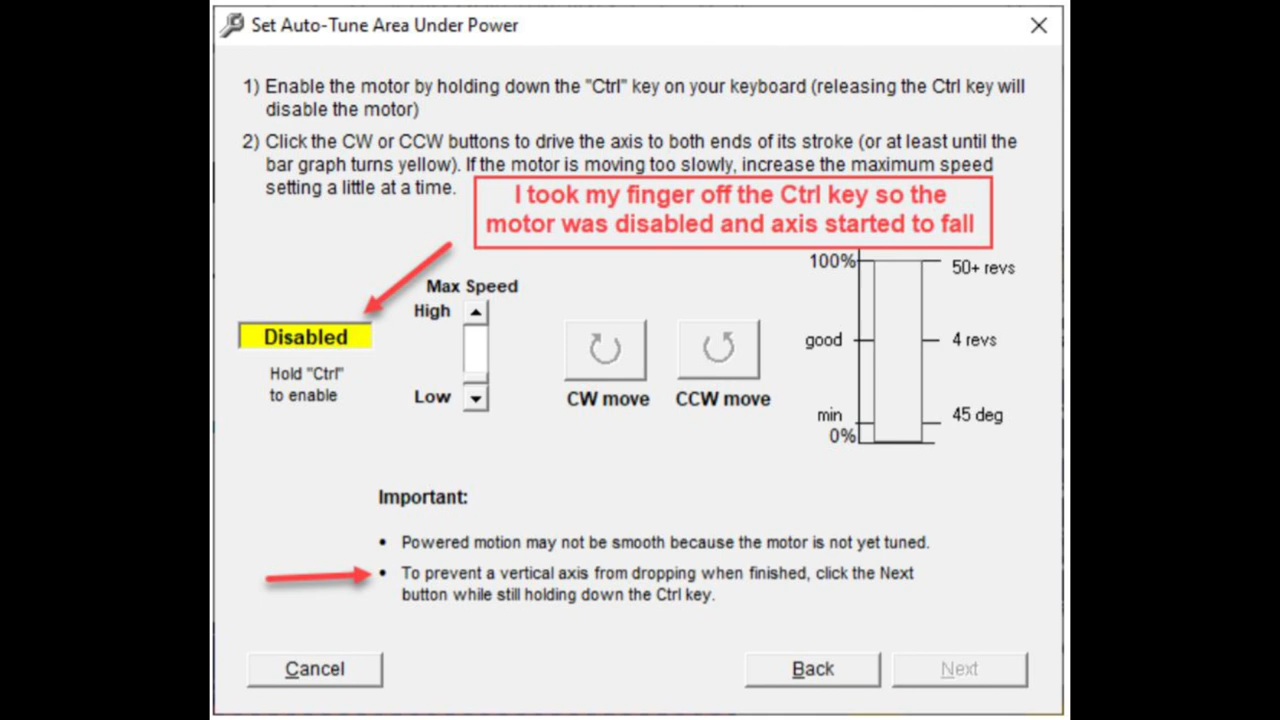 Set Auto-Tune Area Under Power
1) Enable the motor by holding down the "Ctrl" key on your keyboard (releasing the Ctrl key will
disable the motor)
2) Click the CW or CCW buttons to drive the axis to both ends of its stroke (or at least until the
bar graph turns yellow). If the motor is moving too slowly, increase the maximum speed
setting a little at a time.
I took my finger off the Ctrl key so the
motor was disabled and axis started to fall
Disabled
Hold "Ctrl"
to enable
Max Speed
High
Low
CW move
CCW move
100%
50+ revs
good
4 revs
min
45 deg
0%
Important:
• Powered motion may not be smooth because the motor is not yet tuned.
• To prevent a vertical axis from dropping when finished, click the Next
button while still holding down the Ctrl key.
Cancel
Back
Next